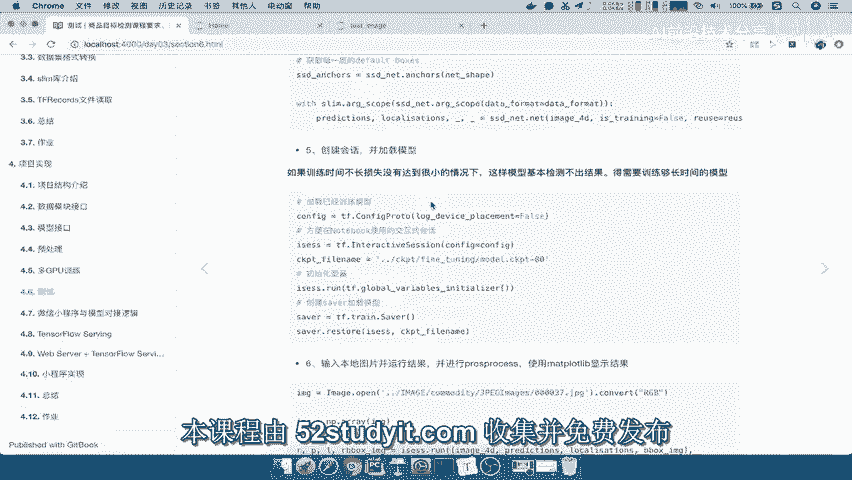 Chrome 文件 修改 显示 历史记录 书签 其他人 电动窗 帮助
100%
测试 | 商品目标检测课程要求、
Home
test_image
localhost:4000/day03/section6.html
3.3. 数据集格式转换
3.4. slim库介绍
3.5. TFRecords文件读取
3.6. 总结
3.7. 作业
4. 项目实现
4.1. 项目结构介绍
4.2. 数据模块接口
4.3. 模型接口
4.4. 预处理
4.5. 多GPU训练
4.6. 测试
4.7. 微信小程序与模型对接逻辑
4.8. TensorFlow Serving
4.9. Web Server + TensorFlow Servi...
4.10. 小程序实现
4.11. 总结
4.12. 作业
Published with GitBook
# 获取每一层的default boxes
ssd_anchors = ssd_net.anchors(net_shape)
with slim.arg_scope(ssd_net.arg_scope(data_format=data_format)):
predictions, localisations, _, _ = ssd_net.net(image_4d, is_training=False, reuse=reus
• 5、创建会话，并加载模型
如果训练时间不长损失没有达到很小的情况下，这样模型基本检测不出结果。得需要训练够长时间的模型
# 加载已经训练模型
config = tf.ConfigProto(log_device_placement=False)
# 方便在Notebook使用的交互式会话
isess = tf.InteractiveSession(config=config)
ckpt_filename = '../ckpt/fine_tuning/model.ckpt-80'
# 初始化变量
isess.run(tf.global_variables_initializer())
# 创建saver加载模型
saver = tf.train.Saver()
saver.restore(isess, ckpt_filename)
• 6、输入本地图片并运行结果，并进行prosprocess，使用matplotlib显示结果
img = Image.open('../IMAGE/commodity/JPEGImages/000037.jpg').convert("RGB")
本课程由 52studyit.com 收集并免费发布
isess.run([image_4d, predictions, localisations, bbox_img],